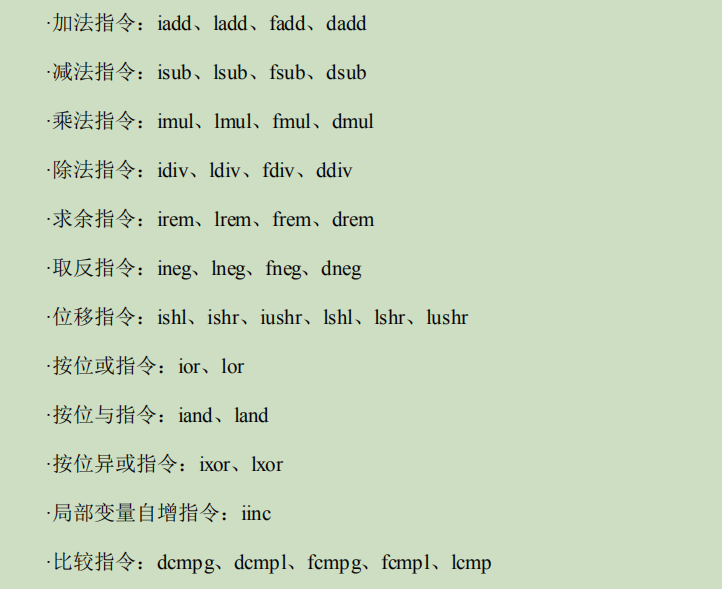 ·加法指令：iadd、ladd、fadd、dadd
·减法指令：isub、lsub、fsub、dsub
·乘法指令：imul、lmul、fmul、dmul
·除法指令：idiv、ldiv、fdiv、ddiv
·求余指令：irem、lrem、frem、drem
·取反指令：ineg、lneg、fneg、dneg
·位移指令：ishl、ishr、iushr、lshl、lshr、lushr
·按位或指令：ior、lor
·按位与指令：iand、land
·按位异或指令：ixor、lxor
·局部变量自增指令：iinc
·比较指令：dcmpg、dcmpl、fcmpg、fcmpl、lcmp